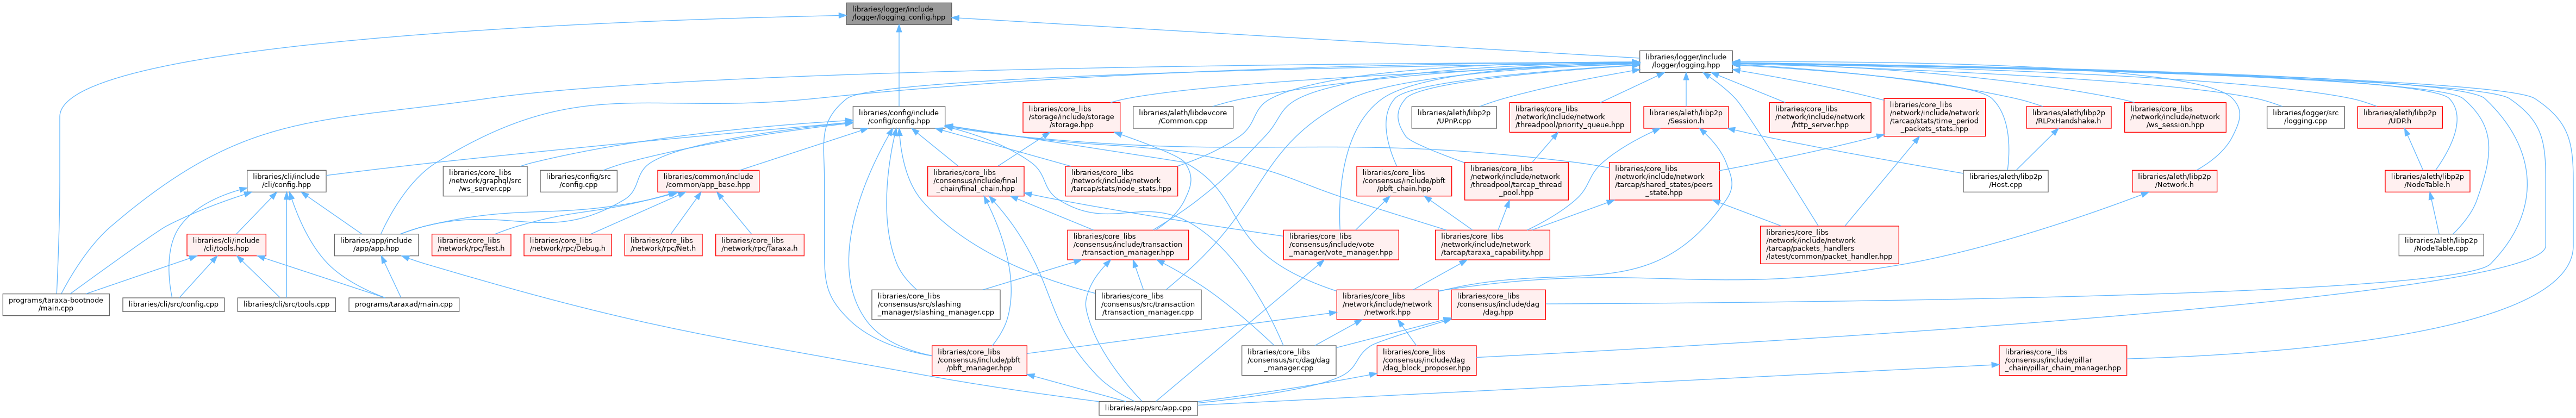 libraries/logger/include
/logger/logging_config.hpp
libraries/logger/include
/logger/logging.hpp
libraries/config/include
/config/config.hpp
libraries/core_libs
/storage/include/storage
/storage.hpp
libraries/aleth/libdevcore
/Common.cpp
libraries/aleth/libp2p
/UPnP.cpp
libraries/core_libs
/network/include/network
/threadpool/priority_queue.hpp
libraries/aleth/libp2p
/Session.h
libraries/core_libs
/network/include/network
/http_server.hpp
libraries/core_libs
/network/include/network
/tarcap/stats/time_period
_packets_stats.hpp
libraries/aleth/libp2p
/RLPxHandshake.h
libraries/core_libs
/network/include/network
/ws_session.hpp
libraries/logger/src
/logging.cpp
libraries/aleth/libp2p
/UDP.h
libraries/cli/include
/cli/config.hpp
libraries/core_libs
/network/graphql/src
/ws_server.cpp
libraries/config/src
/config.cpp
libraries/common/include
/common/app_base.hpp
libraries/core_libs
/consensus/include/final
_chain/final_chain.hpp
libraries/core_libs
/network/include/network
/tarcap/stats/node_stats.hpp
libraries/core_libs
/consensus/include/pbft
/pbft_chain.hpp
libraries/core_libs
/network/include/network
/threadpool/tarcap_thread
_pool.hpp
libraries/core_libs
/network/include/network
/tarcap/shared_states/peers
_state.hpp
libraries/aleth/libp2p
/Host.cpp
libraries/aleth/libp2p
/Network.h
libraries/aleth/libp2p
/NodeTable.h
libraries/cli/include
/cli/tools.hpp
libraries/app/include
/app/app.hpp
libraries/core_libs
/network/rpc/Test.h
libraries/core_libs
/network/rpc/Debug.h
libraries/core_libs
/network/rpc/Net.h
libraries/core_libs
/network/rpc/Taraxa.h
libraries/core_libs
/consensus/include/transaction
/transaction_manager.hpp
libraries/core_libs
/consensus/include/vote
_manager/vote_manager.hpp
libraries/core_libs
/network/include/network
/tarcap/taraxa_capability.hpp
libraries/core_libs
/network/include/network
/tarcap/packets_handlers
/latest/common/packet_handler.hpp
libraries/aleth/libp2p
/NodeTable.cpp
programs/taraxa-bootnode
/main.cpp
libraries/cli/src/config.cpp
libraries/cli/src/tools.cpp
programs/taraxad/main.cpp
libraries/core_libs
/consensus/src/slashing
_manager/slashing_manager.cpp
libraries/core_libs
/consensus/src/transaction
/transaction_manager.cpp
libraries/core_libs
/network/include/network
/network.hpp
libraries/core_libs
/consensus/include/dag
/dag.hpp
libraries/core_libs
/consensus/include/pbft
/pbft_manager.hpp
libraries/core_libs
/consensus/src/dag/dag
_manager.cpp
libraries/core_libs
/consensus/include/dag
/dag_block_proposer.hpp
libraries/core_libs
/consensus/include/pillar
_chain/pillar_chain_manager.hpp
libraries/app/src/app.cpp